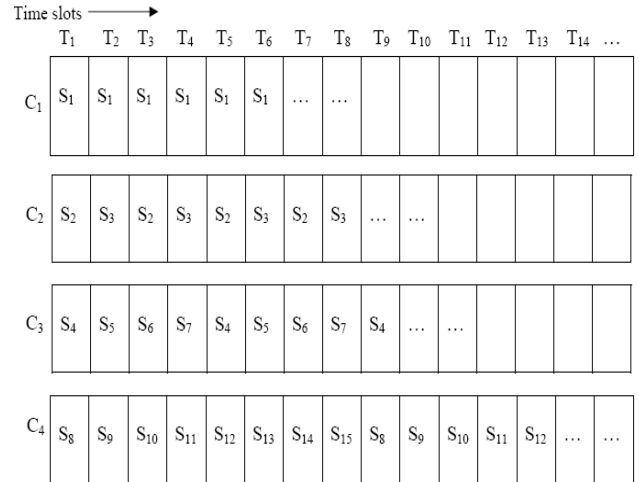 Time slots
T₁ T₂ T₃ T₄ T₅ T₆ T₇ T₈ T₉ T₁₀ T₁₁ T₁₂ T₁₃ T₁₄ …
C₁ S₁ S₁ S₁ S₁ S₁ S₁ … …
C₂ S₂ S₃ S₂ S₃ S₂ S₃ S₂ S₃ … …
C₃ S₄ S₅ S₆ S₇ S₄ S₅ S₆ S₇ S₄ … …
C₄ S₈ S₉ S₁₀ S₁₁ S₁₂ S₁₃ S₁₄ S₁₅ S₈ S₉ S₁₀ S₁₁ S₁₂ … …